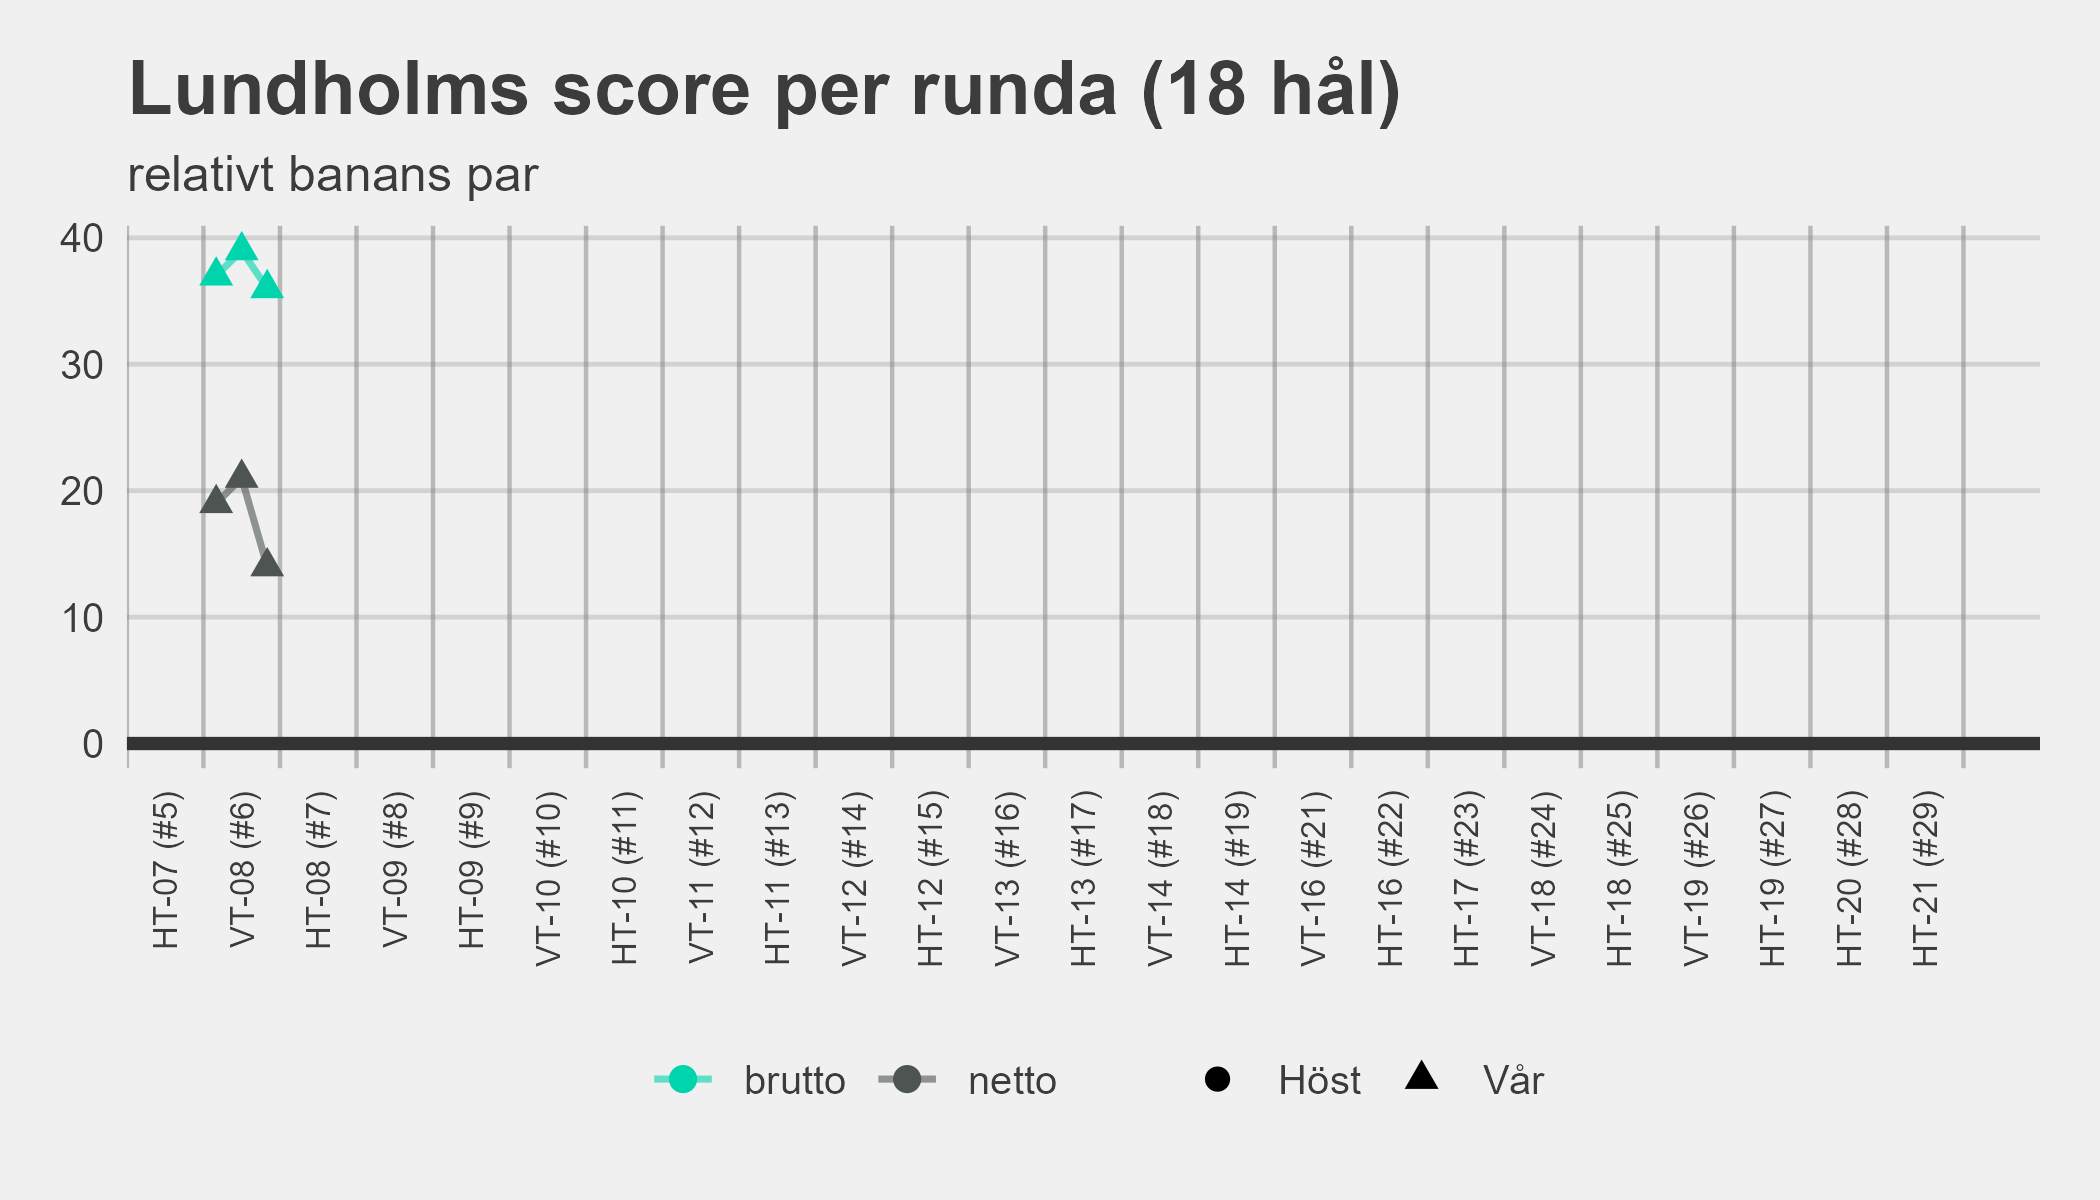 Lundholms score per runda (18 hål)
relativt banans par
40
30
20
10
0
HT-07 (#5)
VT-08 (#6)
HT-08 (#7)
VT-09 (#8)
HT-09 (#9)
VT-10 (#10)
HT-10 (#11)
VT-11 (#12)
HT-11 (#13)
VT-12 (#14)
HT-12 (#15)
VT-13 (#16)
HT-13 (#17)
VT-14 (#18)
HT-14 (#19)
VT-16 (#21)
HT-16 (#22)
HT-17 (#23)
VT-18 (#24)
HT-18 (#25)
VT-19 (#26)
HT-19 (#27)
HT-20 (#28)
HT-21 (#29)
brutto netto Höst Vår